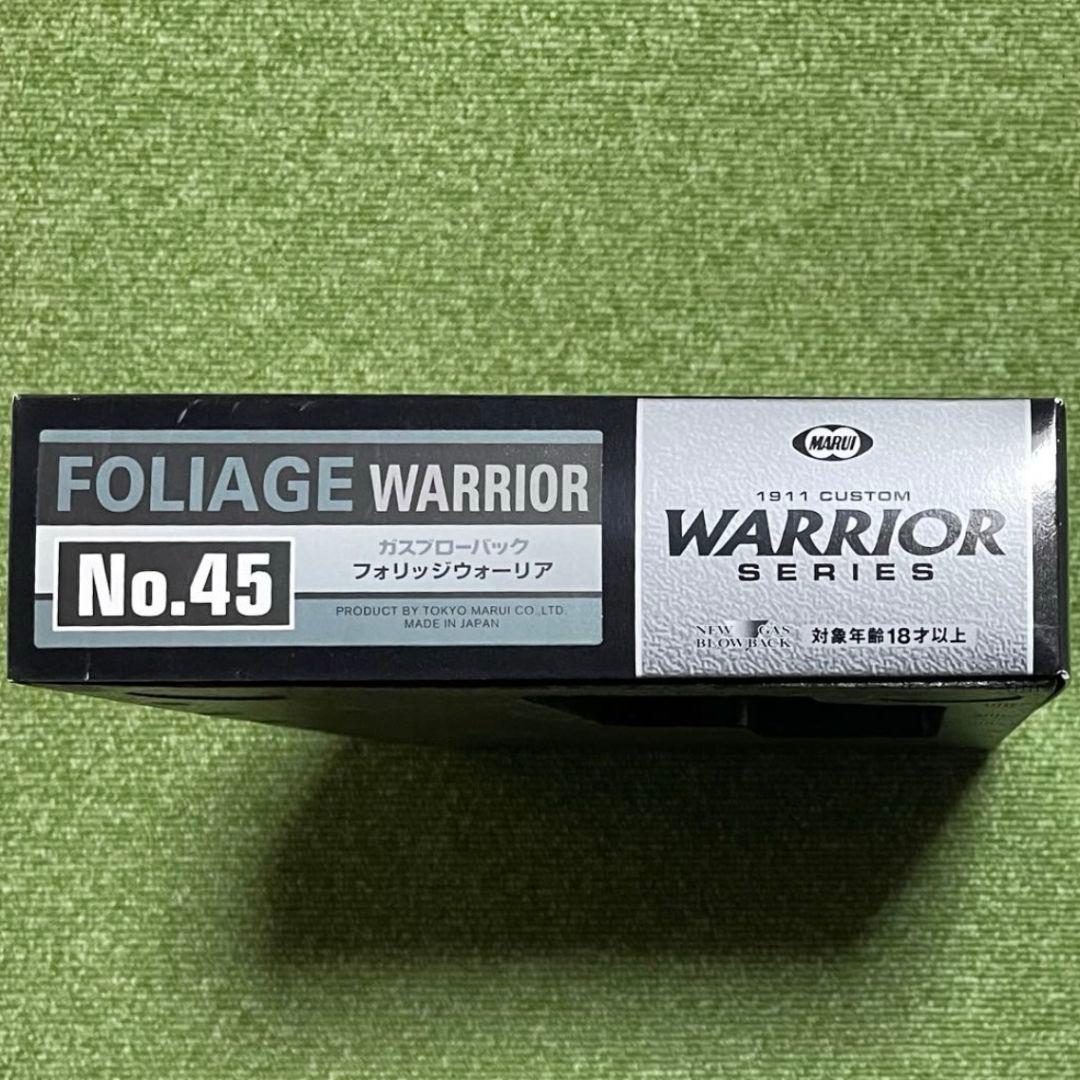 FOLIAGE WARRIOR
No.45
ガスブローバック
フォリッジウォーリア
PRODUCT BY TOKYO MARUI CO.,LTD.
MADE IN JAPAN
MARUI
1911 CUSTOM
WARRIOR
SERIES
NEW GAS
BLOWBACK
対象年齢18才以上